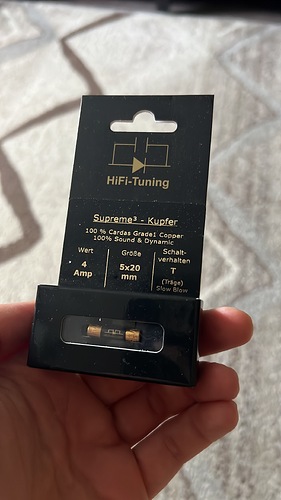 HiFi-Tuning
Supreme³ - Kupfer
100 % Cardas Grade1 Copper
100% Sound & Dynamic
Wert Größe Schalt-
verhalten
4 5x20 T
Amp mm
(Träge)
Slow Blow